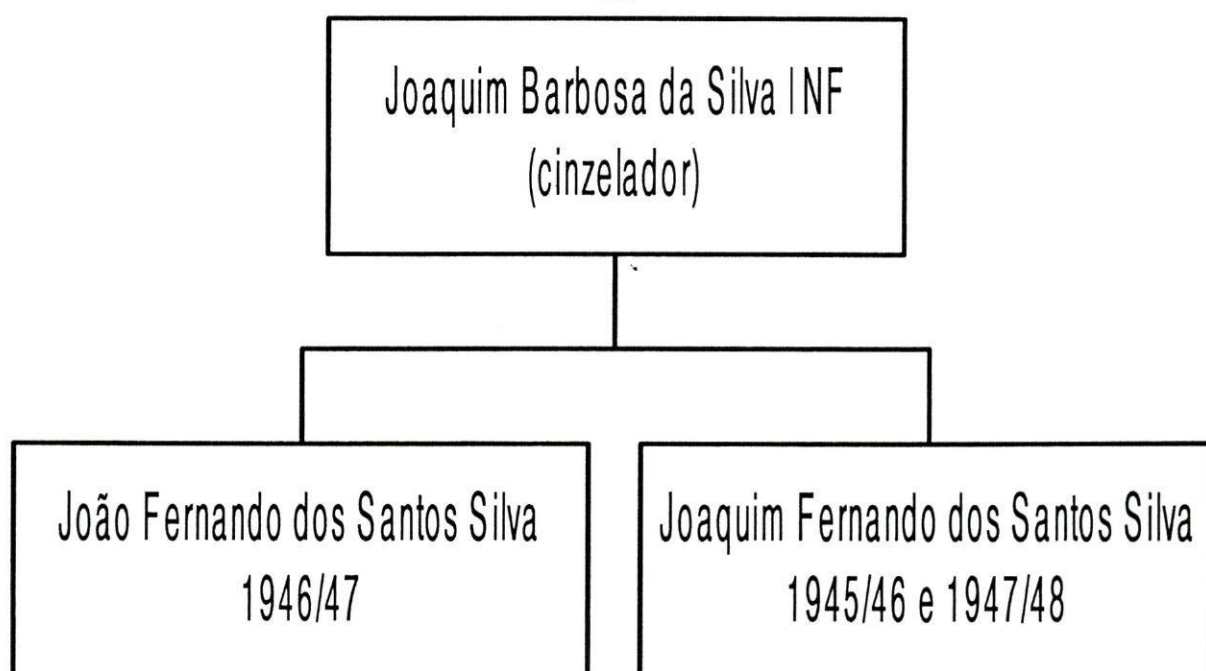 Joaquim Barbosa da Silva INF
(cinzelador)
João Fernando dos Santos Silva
1946/47
Joaquim Fernando dos Santos Silva
1945/46 e 1947/48